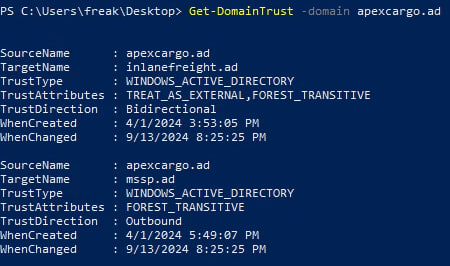 PS C:\Users\freak\Desktop> Get-DomainTrust -domain apexcargo.ad
SourceName      : apexcargo.ad
TargetName      : inlanefreight.ad
TrustType       : WINDOWS_ACTIVE_DIRECTORY
TrustAttributes : TREAT_AS_EXTERNAL,FOREST_TRANSITIVE
TrustDirection  : Bidirectional
WhenCreated     : 4/1/2024 3:53:05 PM
WhenChanged     : 9/13/2024 8:25:25 PM
SourceName      : apexcargo.ad
TargetName      : mssp.ad
TrustType       : WINDOWS_ACTIVE_DIRECTORY
TrustAttributes : FOREST_TRANSITIVE
TrustDirection  : Outbound
WhenCreated     : 4/1/2024 5:49:07 PM
WhenChanged     : 9/13/2024 8:25:25 PM